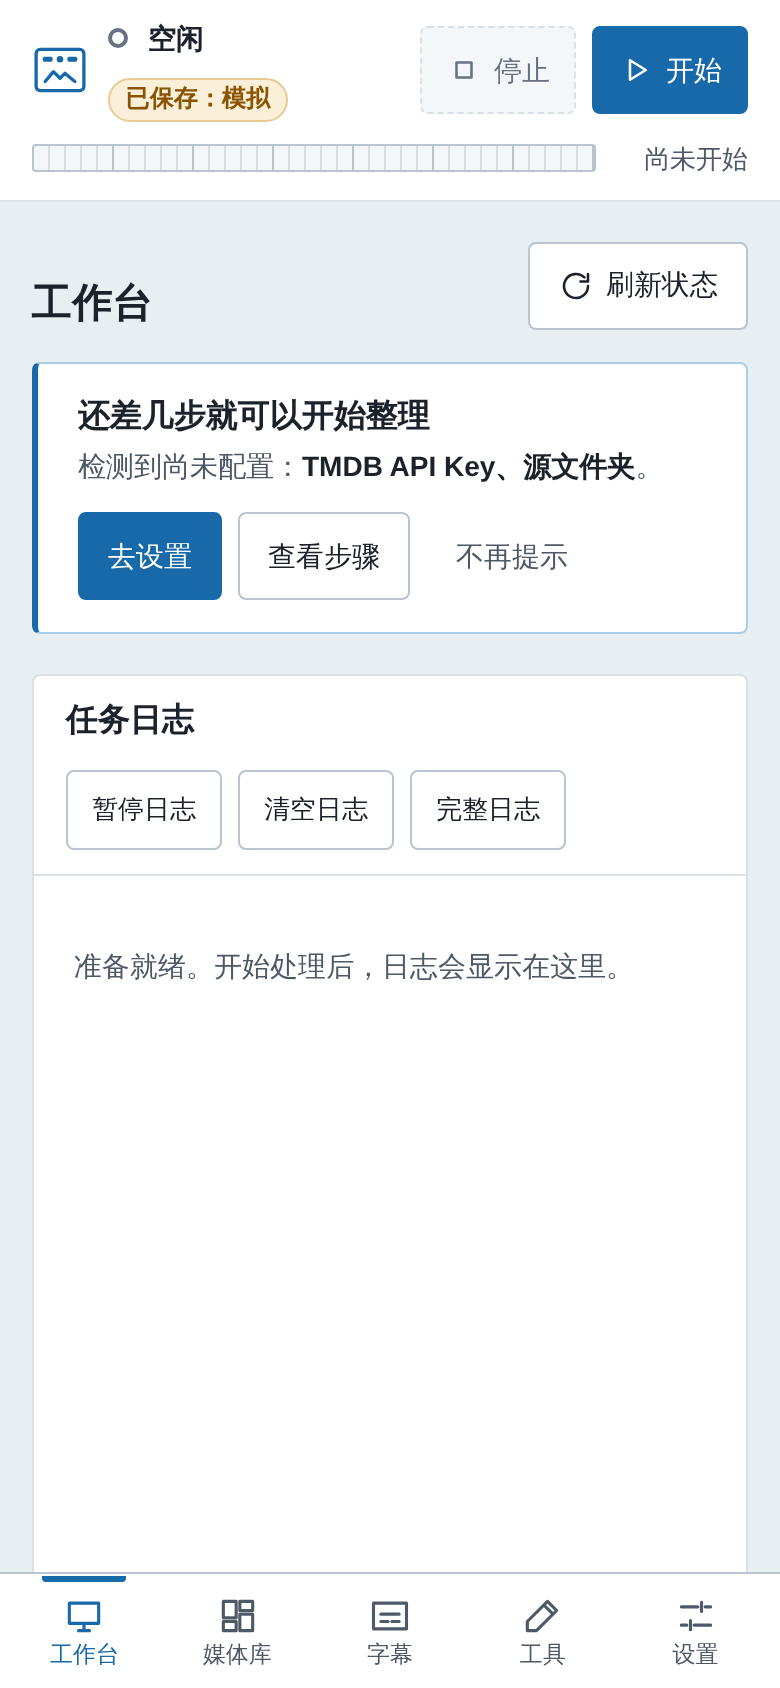 空闲
已保存：模拟
停止
开始
尚未开始
工作台
刷新状态
还差几步就可以开始整理
检测到尚未配置：TMDB API Key、源文件夹。
去设置
查看步骤
不再提示
任务日志
暂停日志
清空日志
完整日志
准备就绪。开始处理后，日志会显示在这里。
工作台
媒体库
字幕
工具
设置